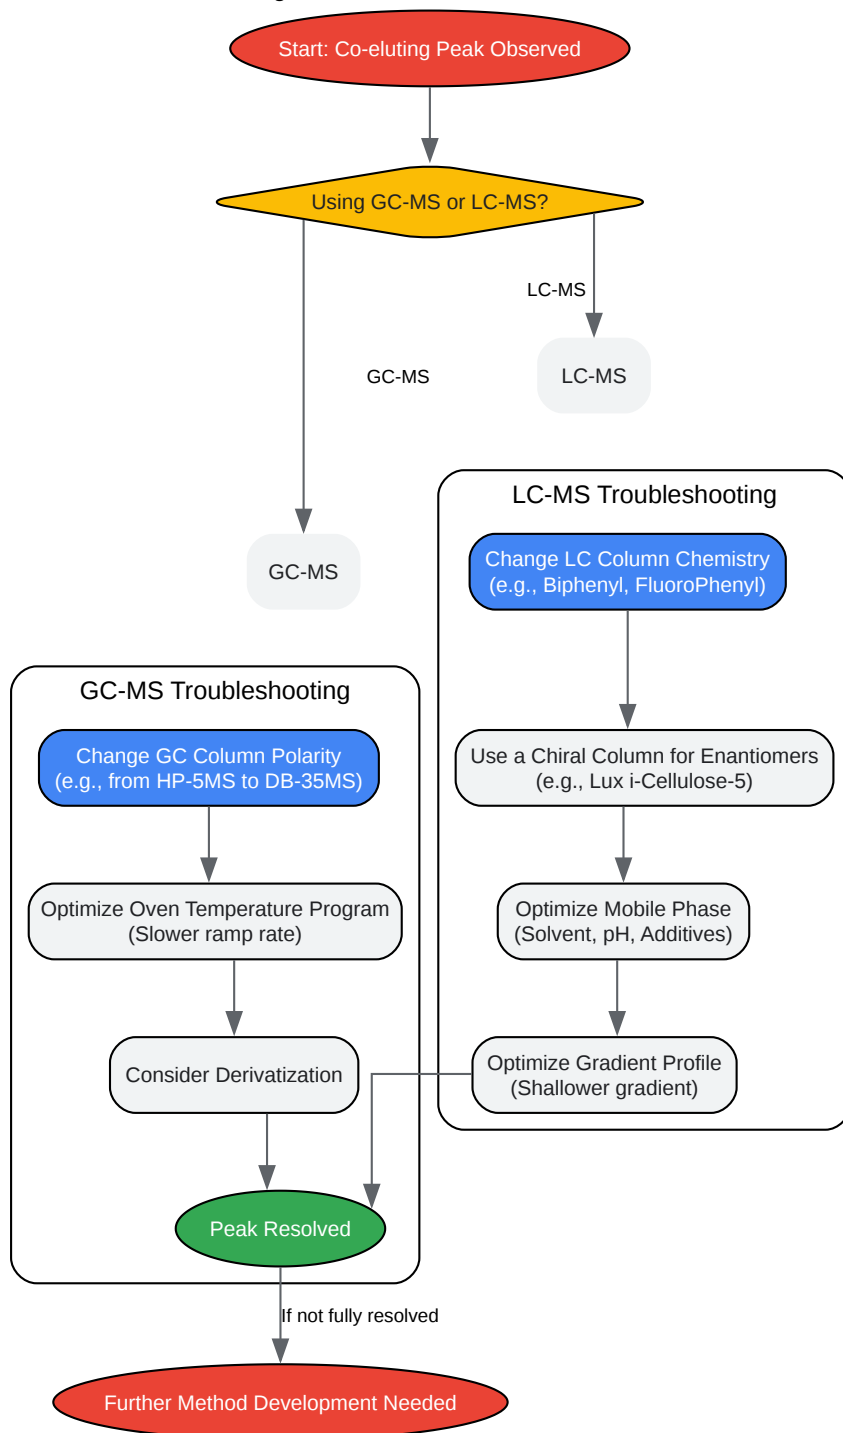 Start: Co-eluting Peak Observed
Using GC-MS or LC-MS?
LC-MS
GC-MS
LC-MS
GC-MS
LC-MS Troubleshooting
Change LC Column Chemistry
(e.g., Biphenyl, FluoroPhenyl)
Use a Chiral Column for Enantiomers
(e.g., Lux i-Cellulose-5)
Optimize Mobile Phase
(Solvent, pH, Additives)
Optimize Gradient Profile
(Shallower gradient)
GC-MS Troubleshooting
Change GC Column Polarity
(e.g., from HP-5MS to DB-35MS)
Optimize Oven Temperature Program
(Slower ramp rate)
Consider Derivatization
Peak Resolved
If not fully resolved
Further Method Development Needed